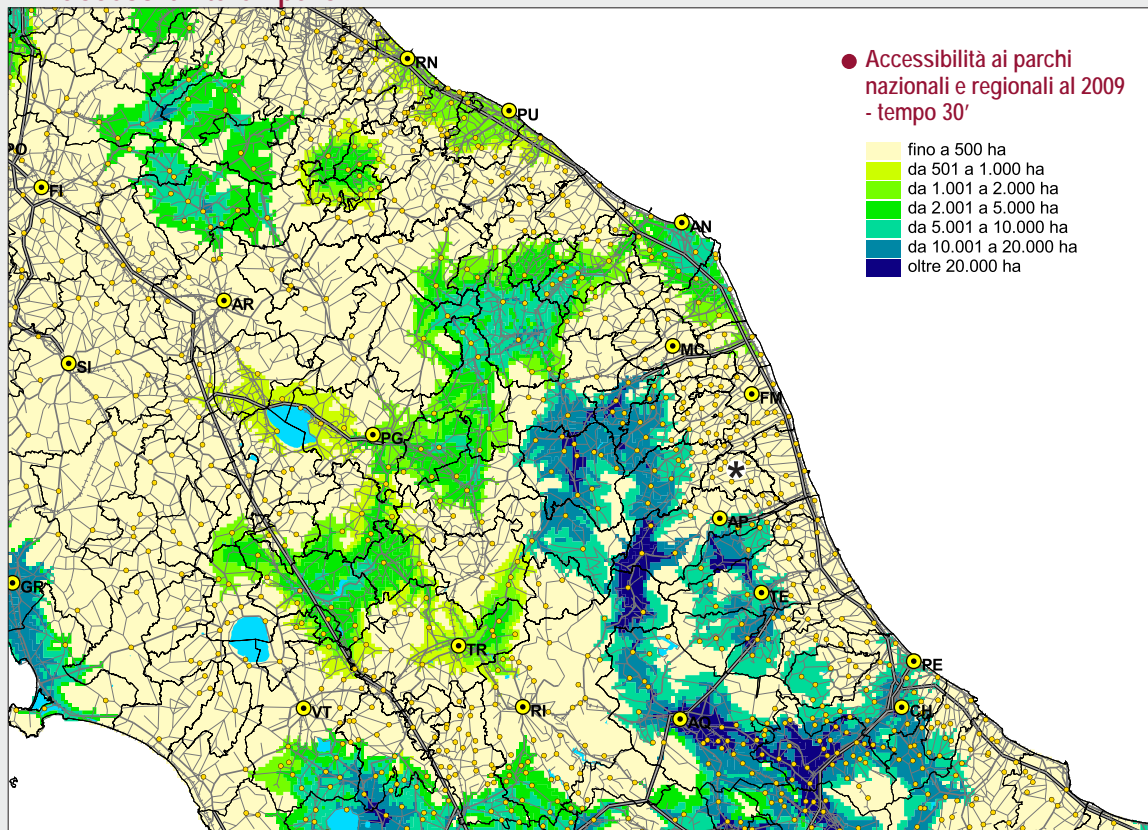 ● Accessibilità ai parchi
nazionali e regionali al 2009
- tempo 30'
fino a 500 ha
da 501 a 1.000 ha
da 1.001 a 2.000 ha
da 2.001 a 5.000 ha
da 5.001 a 10.000 ha
da 10.001 a 20.000 ha
oltre 20.000 ha
RN
PU
PO
FI
AN
AR
MC
SI
FM
PG
*
AP
GR
TE
TR
PE
VT
RI
AQ
CH